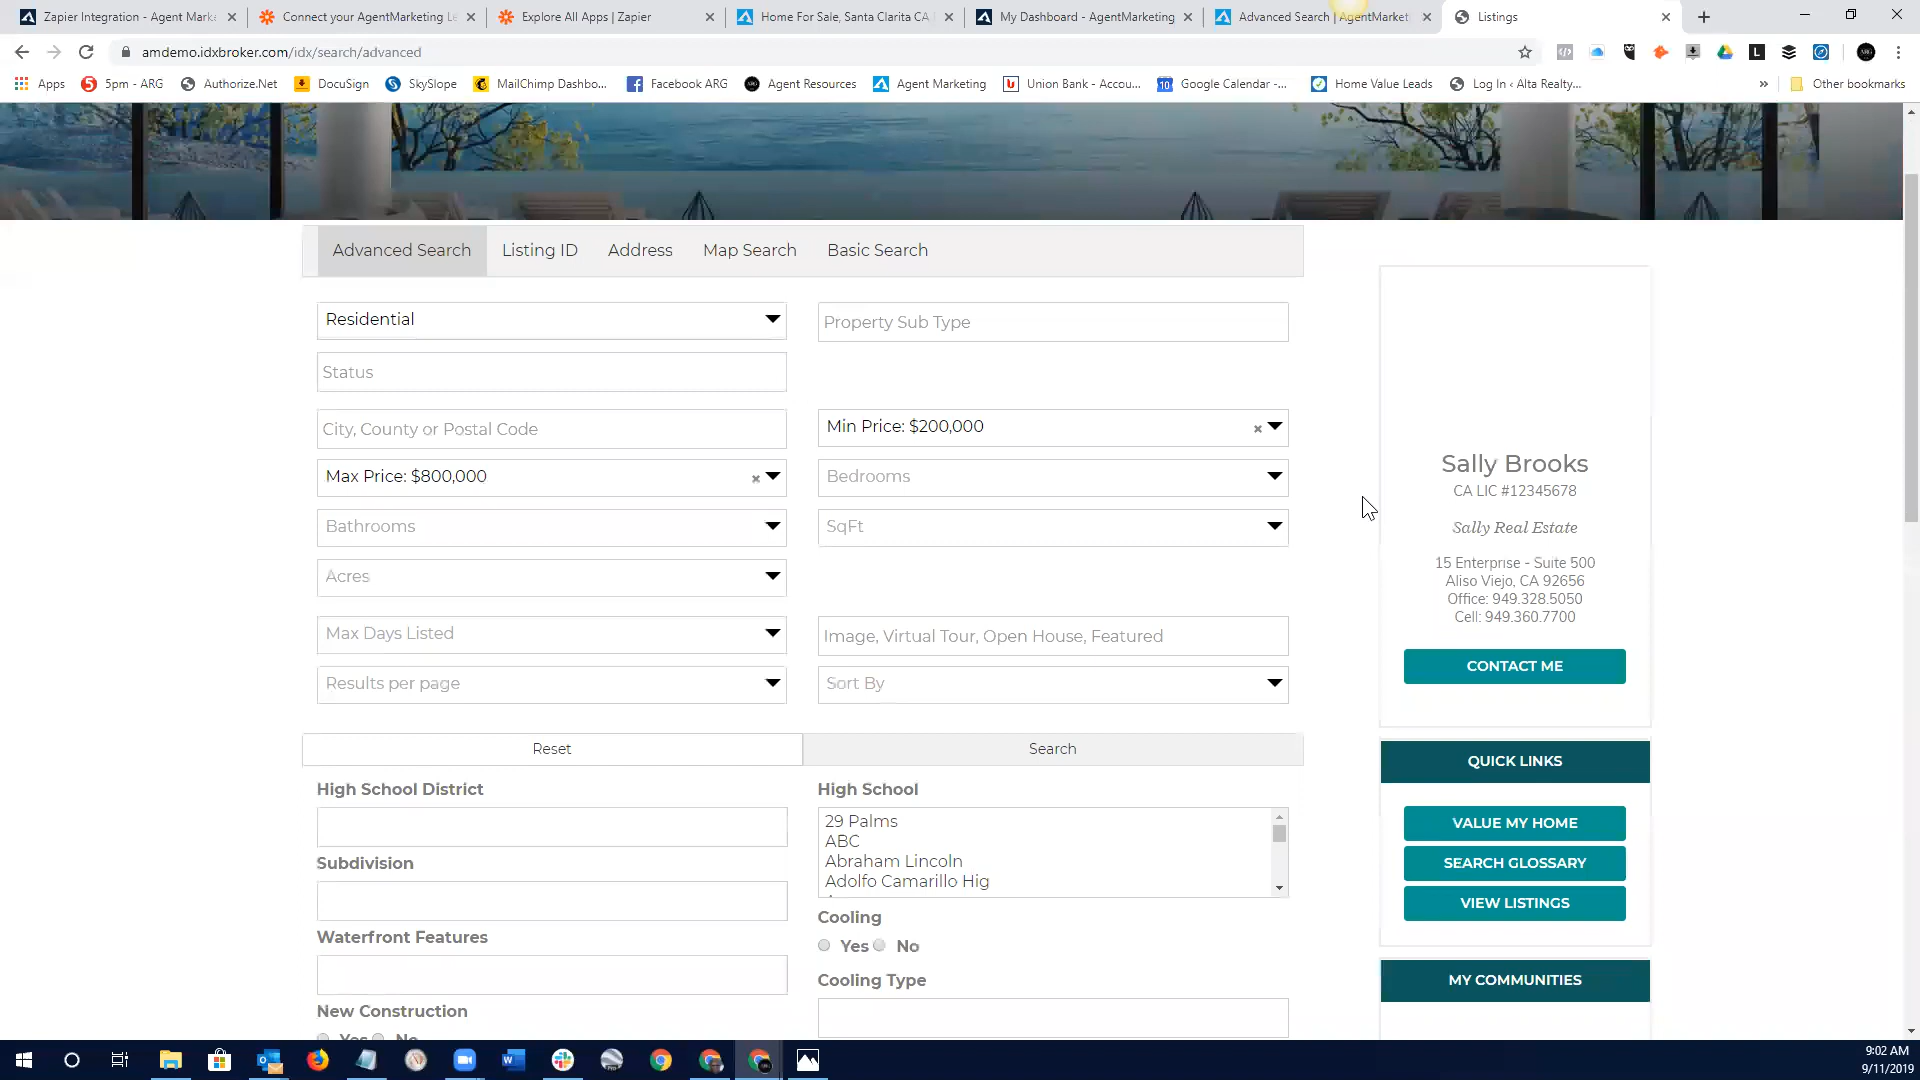 Zapier Integration - Agent Marke
Connect your AgentMarketing Le
Explore All Apps | Zapier
Home For Sale, Santa Clarita CA
My Dashboard - AgentMarketing
Advanced Search | AgentMarket
Listings
amdemo.idxbroker.com/idx/search/advanced
Apps
5pm - ARG
Authorize.Net
DocuSign
SkySlope
MailChimp Dashbo...
Facebook ARG
Agent Resources
Agent Marketing
Union Bank - Accou...
Google Calendar -...
Home Value Leads
Log In ‹ Alta Realty...
»
Other bookmarks
Advanced Search
Listing ID
Address
Map Search
Basic Search
Residential
Property Sub Type
Status
City, County or Postal Code
Min Price: $200,000
Max Price: $800,000
Bedrooms
Bathrooms
SqFt
Acres
Max Days Listed
Image, Virtual Tour, Open House, Featured
Results per page
Sort By
Reset
Search
High School District
High School
29 Palms
ABC
Abraham Lincoln
Adolfo Camarillo Hig
Subdivision
Cooling
Yes No
Waterfront Features
Cooling Type
New Construction
Yes No
Sally Brooks
CA LIC #12345678
Sally Real Estate
15 Enterprise - Suite 500
Aliso Viejo, CA 92656
Office: 949.328.5050
Cell: 949.360.7700
CONTACT ME
QUICK LINKS
VALUE MY HOME
SEARCH GLOSSARY
VIEW LISTINGS
MY COMMUNITIES
9:02 AM
9/11/2019